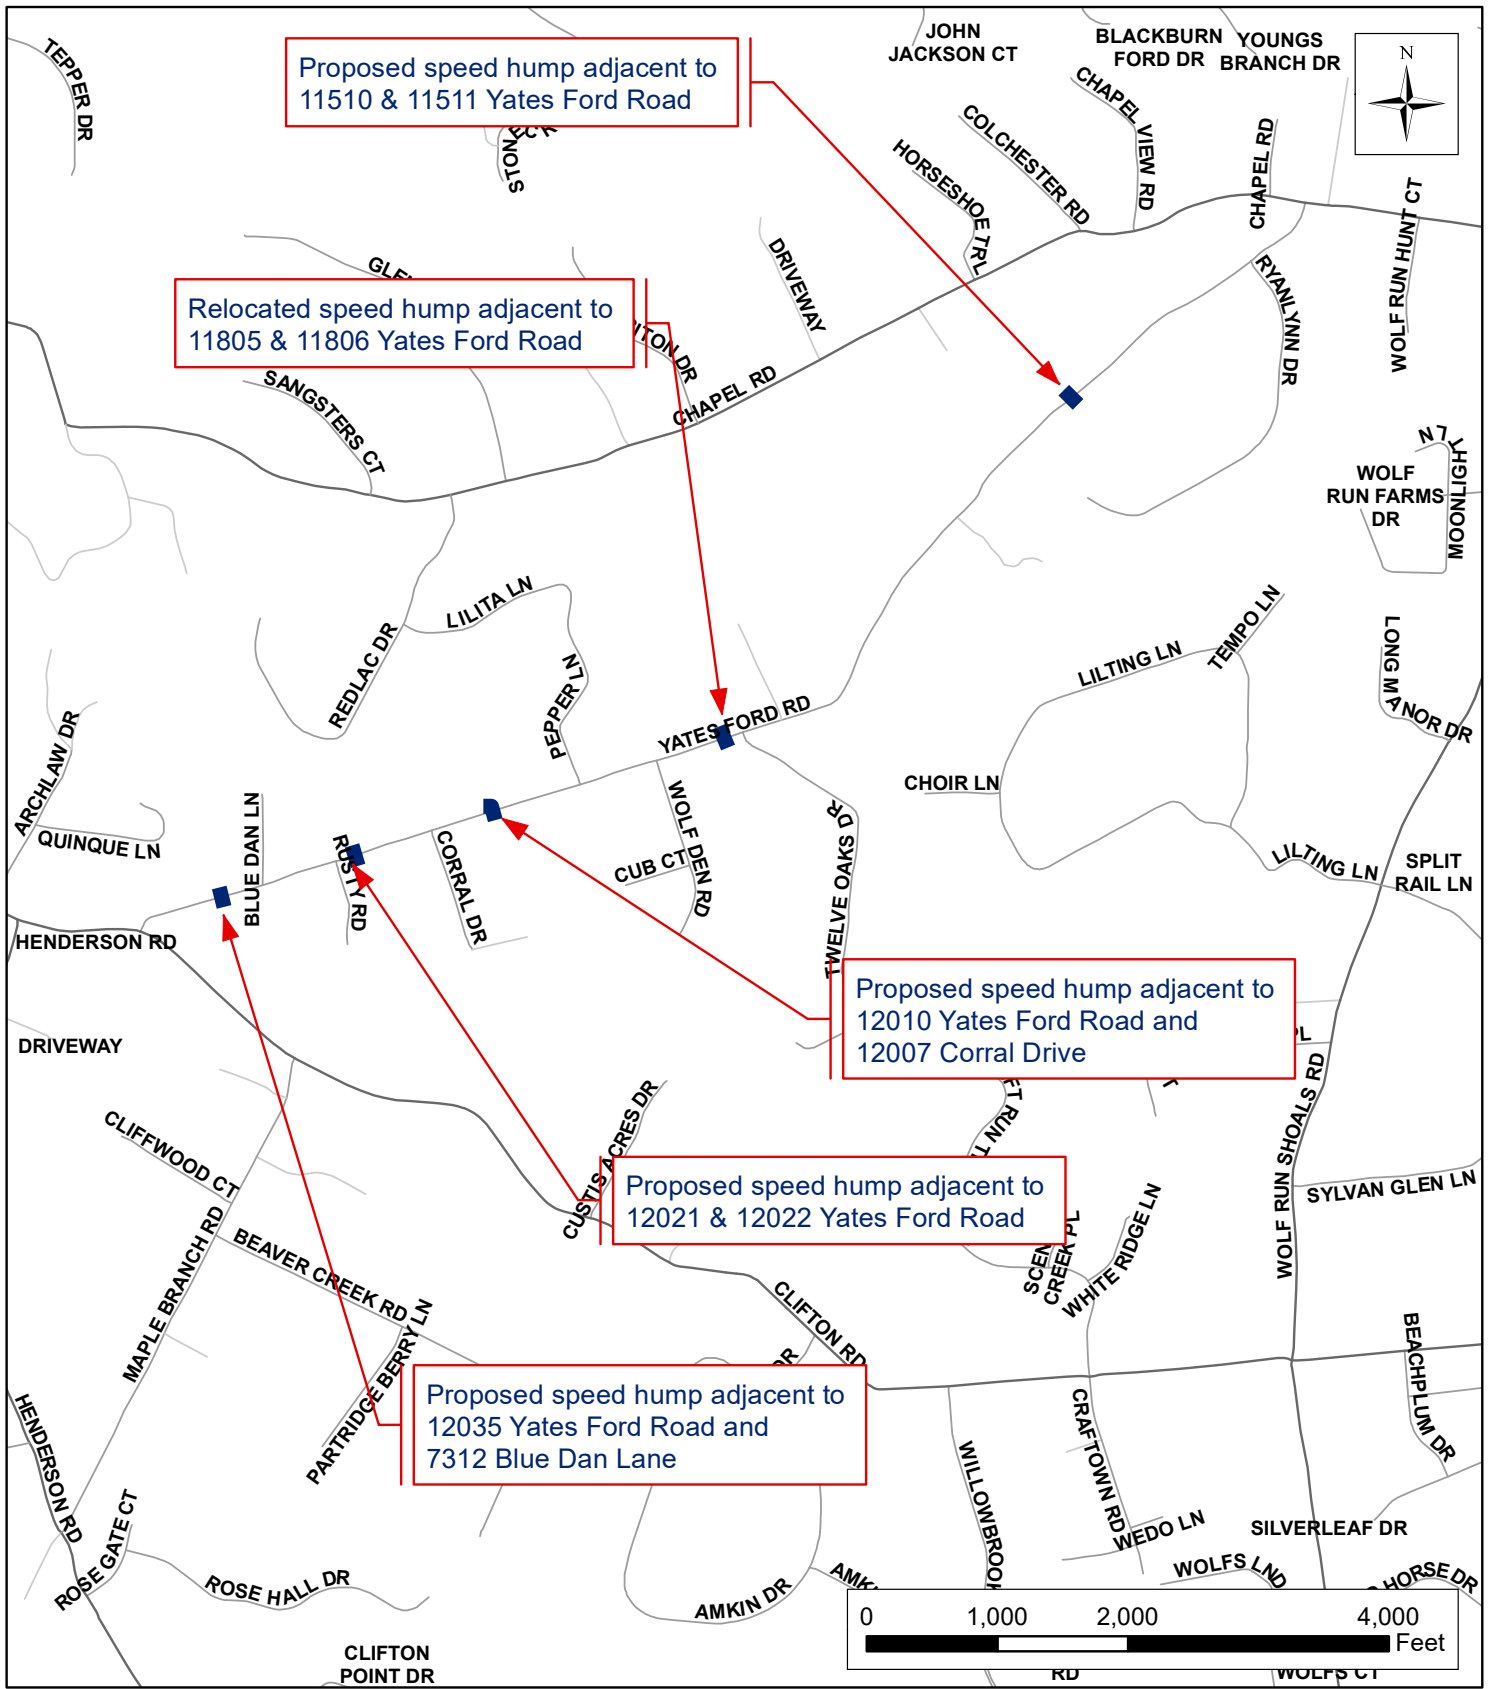 TEPPER DR
JOHN
JACKSON CT
BLACKBURN
FORD DR
YOUNGS
BRANCH DR
N
Proposed speed hump adjacent to
11510 & 11511 Yates Ford Road
CHAPEL VIEW RD
COLCHESTER RD
HORSESHOE TRL
CHAPEL RD
WOLF RUN HUNT CT
DRIVEWAY
RYANLYNN DR
Relocated speed hump adjacent to
11805 & 11806 Yates Ford Road
SANGSTERS CT
CHAPEL RD
MOONLIGHT LN
WOLF
RUN FARMS
DR
LILITA LN
REDLAC DR
PEPPER LN
TEMPO LN
LILTING LN
LONG MANOR DR
YATES FORD RD
ARCHLAW DR
QUINQUE LN
BLUE DAN LN
RUSTY RD
CORRAL DR
CUB CT
WOLF DEN RD
TWELVE OAKS DR
CHOIR LN
LILTING LN
SPLIT
RAIL LN
HENDERSON RD
DRIVEWAY
Proposed speed hump adjacent to
12010 Yates Ford Road and
12007 Corral Drive
PL
WOLF RUN SHOALS RD
CLIFFWOOD CT
CUSTIS ACRES DR
Proposed speed hump adjacent to
12021 & 12022 Yates Ford Road
SYLVAN GLEN LN
MAPLE BRANCH RD
BEAVER CREEK RD
CREEK PL
WHITE RIDGE LN
CLIFTON RD
PARTRIDGE BERRY LN
DR
BEACHPLUM DR
Proposed speed hump adjacent to
12035 Yates Ford Road and
7312 Blue Dan Lane
HENDERSON RD
CRAFTOWN RD
WEDO LN
SILVERLEAF DR
ROSE GATE CT
ROSE HALL DR
AMKIN DR
WOLFS LND
HORSE DR
CLIFTON
POINT DR
0 1,000 2,000 4,000
Feet
RD
WOLFS CT